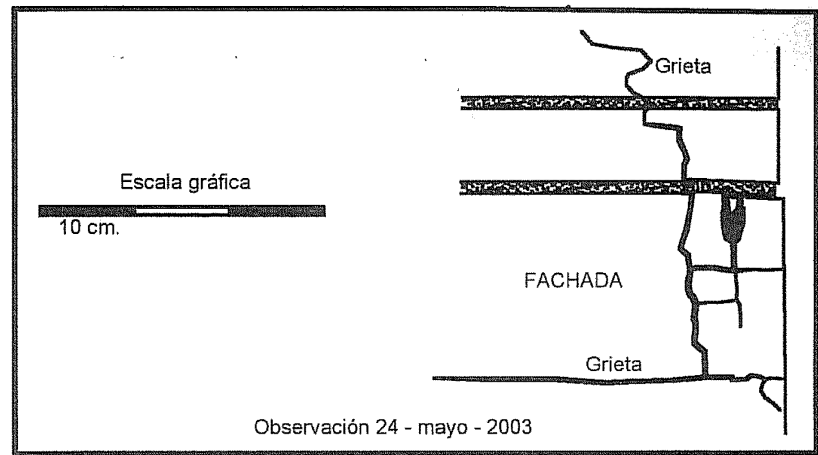 Grieta
Escala gráfica
10 cm.
FACHADA
Grieta
Observación 24 - mayo - 2003